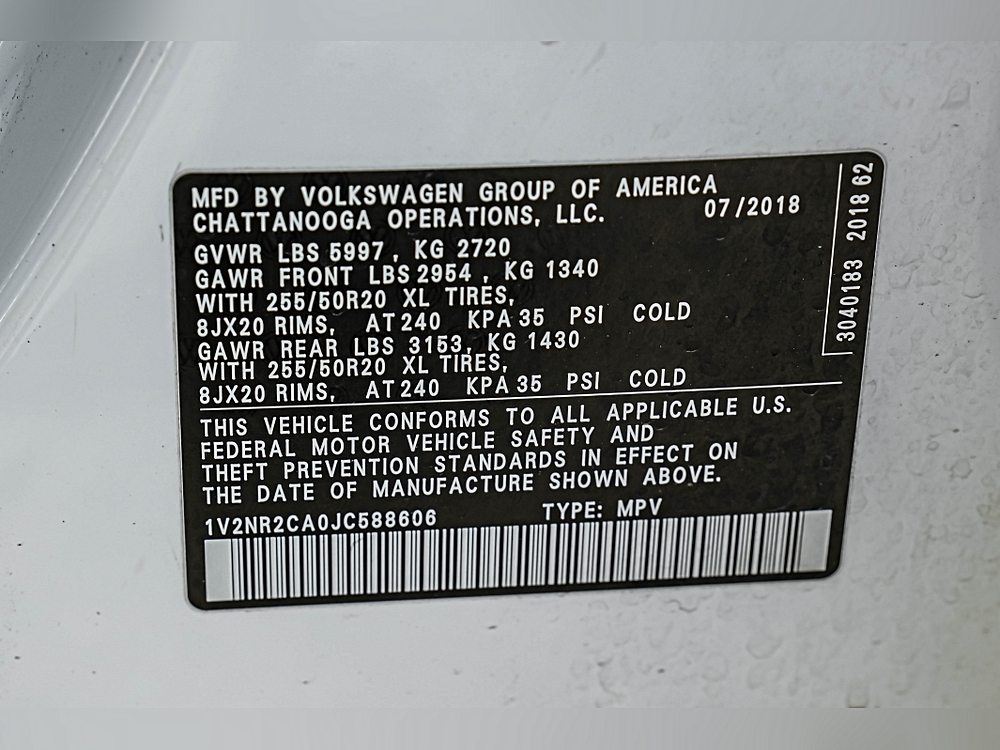 MFD BY VOLKSWAGEN GROUP OF AMERICA
CHATTANOOGA OPERATIONS, LLC. 07/2018
GVWR LBS 5997 , KG 2720
GAWR FRONT LBS 2954 , KG 1340
WITH 255/50R20 XL TIRES,
8JX20 RIMS, AT 240 KPA 35 PSI COLD
GAWR REAR LBS 3153, KG 1430
WITH 255/50R20 XL TIRES,
8JX20 RIMS, AT 240 KPA 35 PSI COLD
THIS VEHICLE CONFORMS TO ALL APPLICABLE U.S.
FEDERAL MOTOR VEHICLE SAFETY AND
THEFT PREVENTION STANDARDS IN EFFECT ON
THE DATE OF MANUFACTURE SHOWN ABOVE.
1V2NR2CA0JC588606 TYPE: MPV
3040183 2018 62